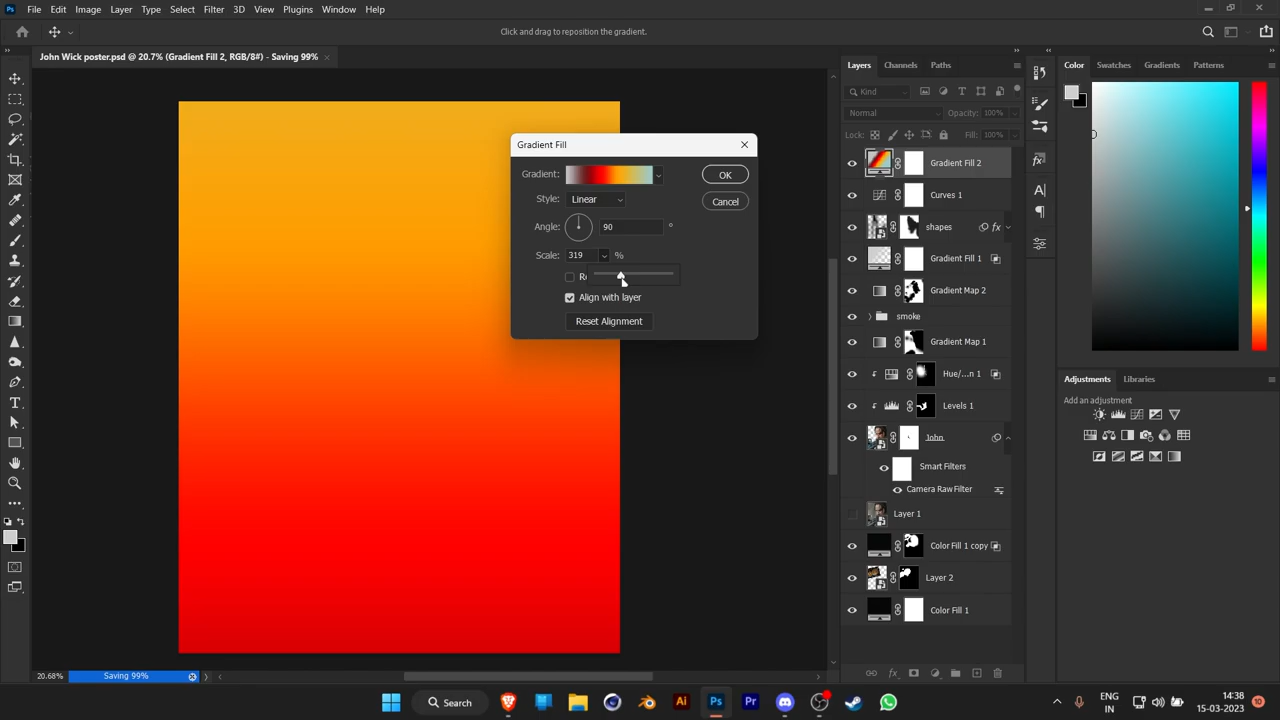 Ps
File
Edit
Image
Layer
Type
Select
Filter
3D
View
Plugins
Window
Help
Click and drag to reposition the gradient.
John Wick poster.psd @ 20.7% (Gradient Fill 2, RGB/8#) - Saving 99%
Gradient Fill
Gradient:
OK
Style:
Linear
Cancel
Angle:
90
°
Scale:
319
%
Align with layer
Reset Alignment
Layers
Channels
Paths
Kind
Normal
Opacity:
100%
Lock:
Fill:
100%
Gradient Fill 2
Curves 1
shapes
fx
Gradient Fill 1
Gradient Map 2
smoke
Gradient Map 1
Hue/...n 1
Levels 1
John
Smart Filters
Camera Raw Filter
Layer 1
Color Fill 1 copy
Layer 2
Color Fill 1
Color
Swatches
Gradients
Patterns
Adjustments
Libraries
Add an adjustment
20.68%
Saving 99%
Search
Ai
Ps
Pr
ENG
IN
14:38
15-03-2023
10